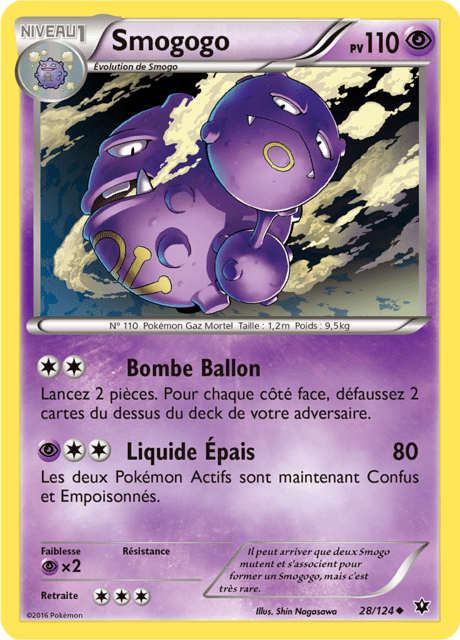 NIVEAU 1
Smogogo
PV 110
Évolution de Smogo
N° 110 Pokémon Gaz Mortel Taille : 1,2m Poids : 9,5kg
Bombe Ballon
Lancez 2 pièces. Pour chaque côté face, défaussez 2
cartes du dessus du deck de votre adversaire.
Liquide Épais 80
Les deux Pokémon Actifs sont maintenant Confus
et Empoisonnés.
Faiblesse Résistance
×2
Retraite
Il peut arriver que deux Smogo
mutent et s'associent pour
former un Smogogo, mais c'est
très rare.
Illus. Shin Nagasawa 28/124
©2016 Pokémon